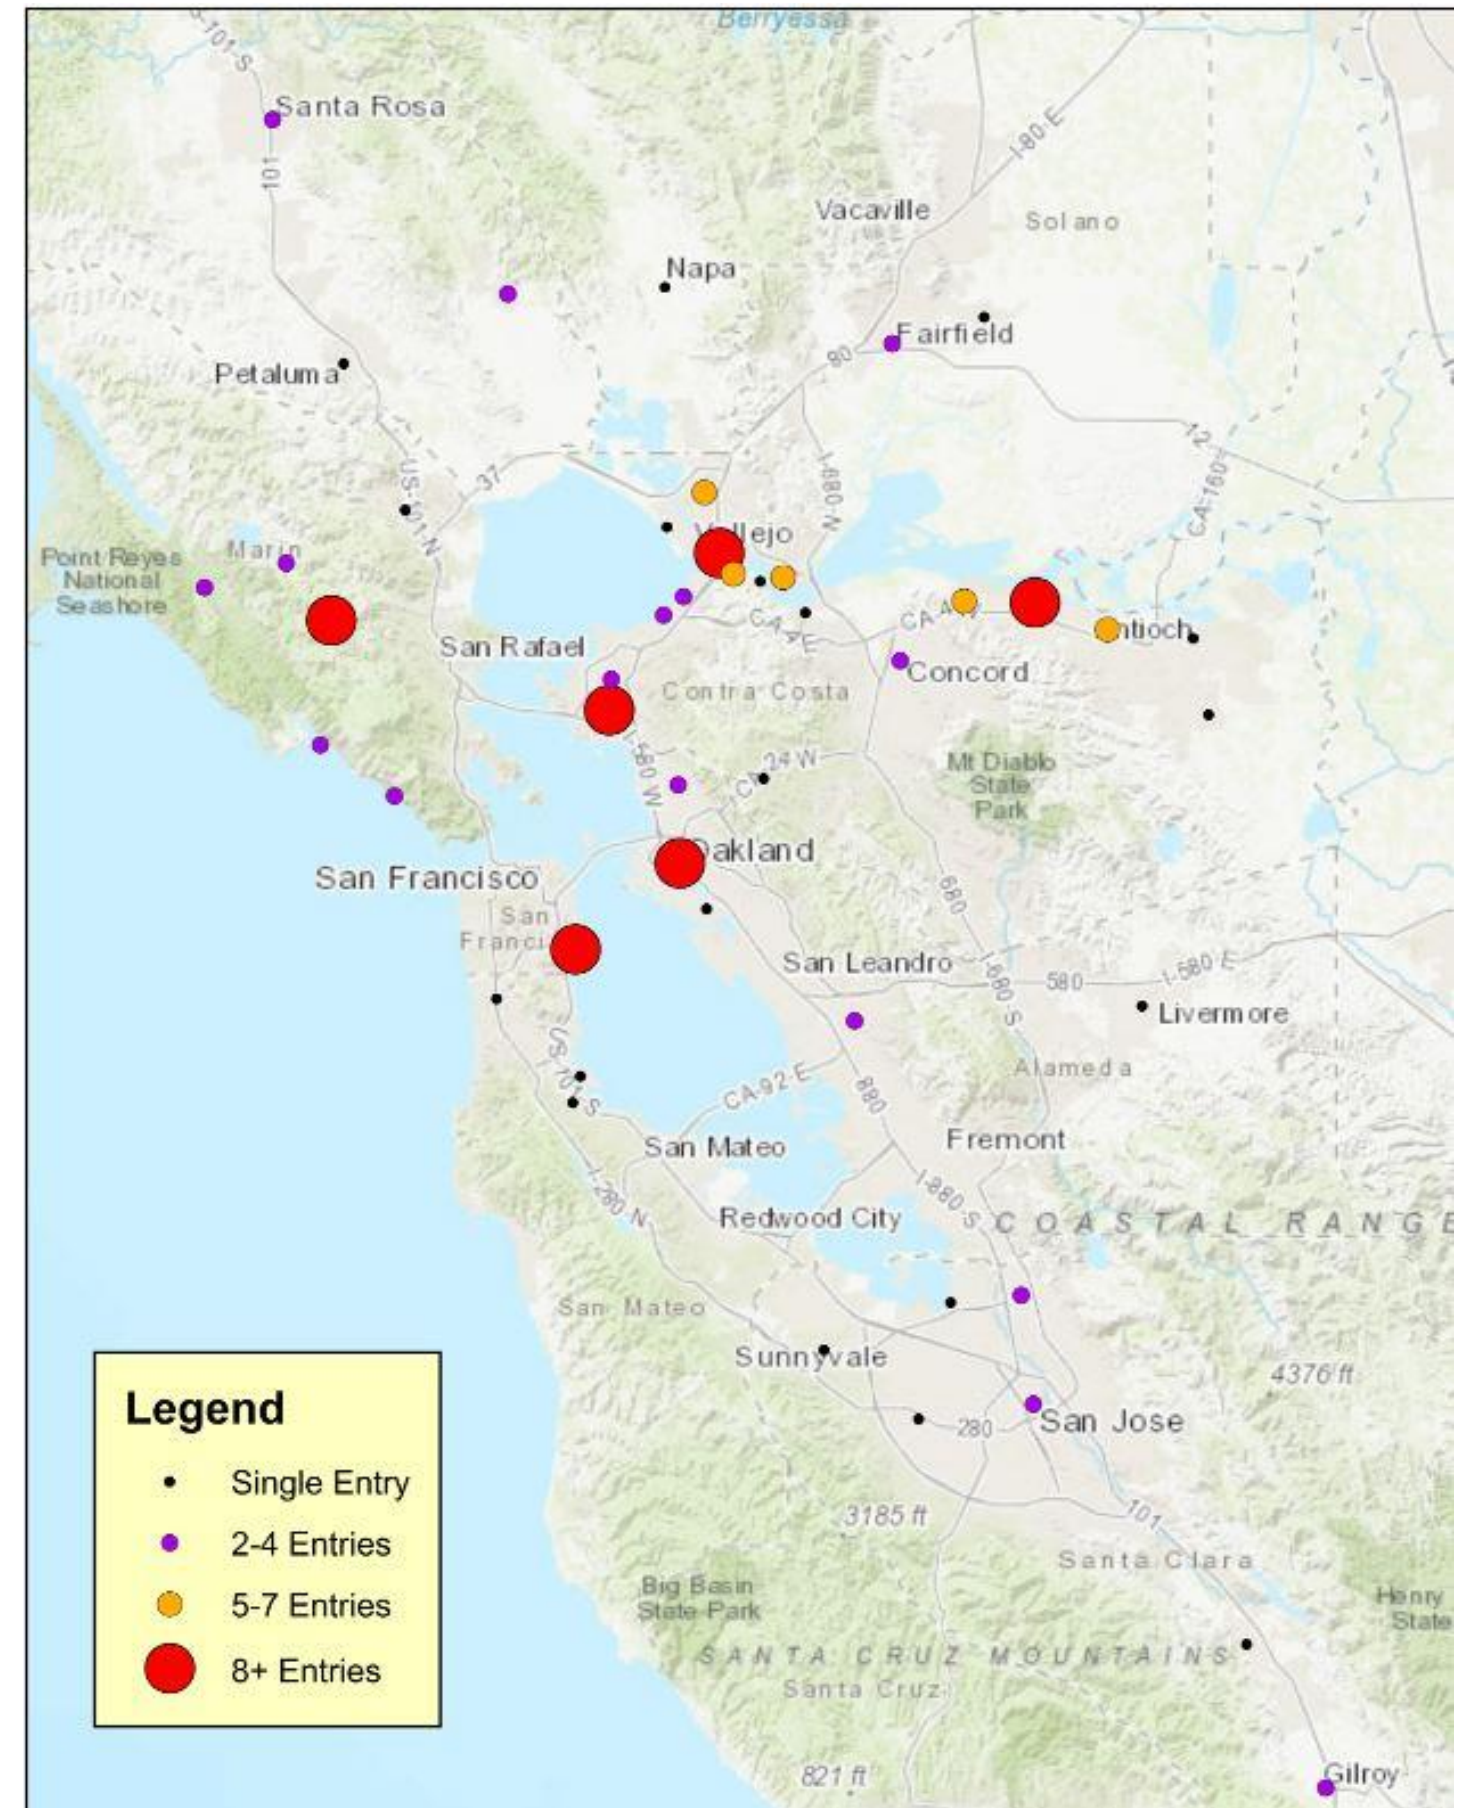 Berryessa
S-101-S
Santa Rosa
101
I-80 E
Vacaville
Solano
Napa
Fairfield
80
Petaluma
12
US-101 N
37
I-680 N
CA-160
Point Reyes
National
Seashore
Marin
CA-4 E
San Rafael
Contra Costa
Concord
I-580 W
CA-24 W
Mt Diablo
State
Park
San Francisco
San
680
San Leandro
I-680 S
580
I-580 E
Livermore
US-101 S
CA-92 E
880
Alameda
San Mateo
Fremont
I-280 N
I-880 S
Redwood City
COASTAL RANGE
San Mateo
Sunnyvale
4376 ft
280
San Jose
3185 ft
101
Santa Clara
Big Basin
State Park
Henry
State
SANTA CRUZ MOUNTAINS
Santa Cruz
821 ft
Gilroy
Legend
Single Entry
2-4 Entries
5-7 Entries
8+ Entries